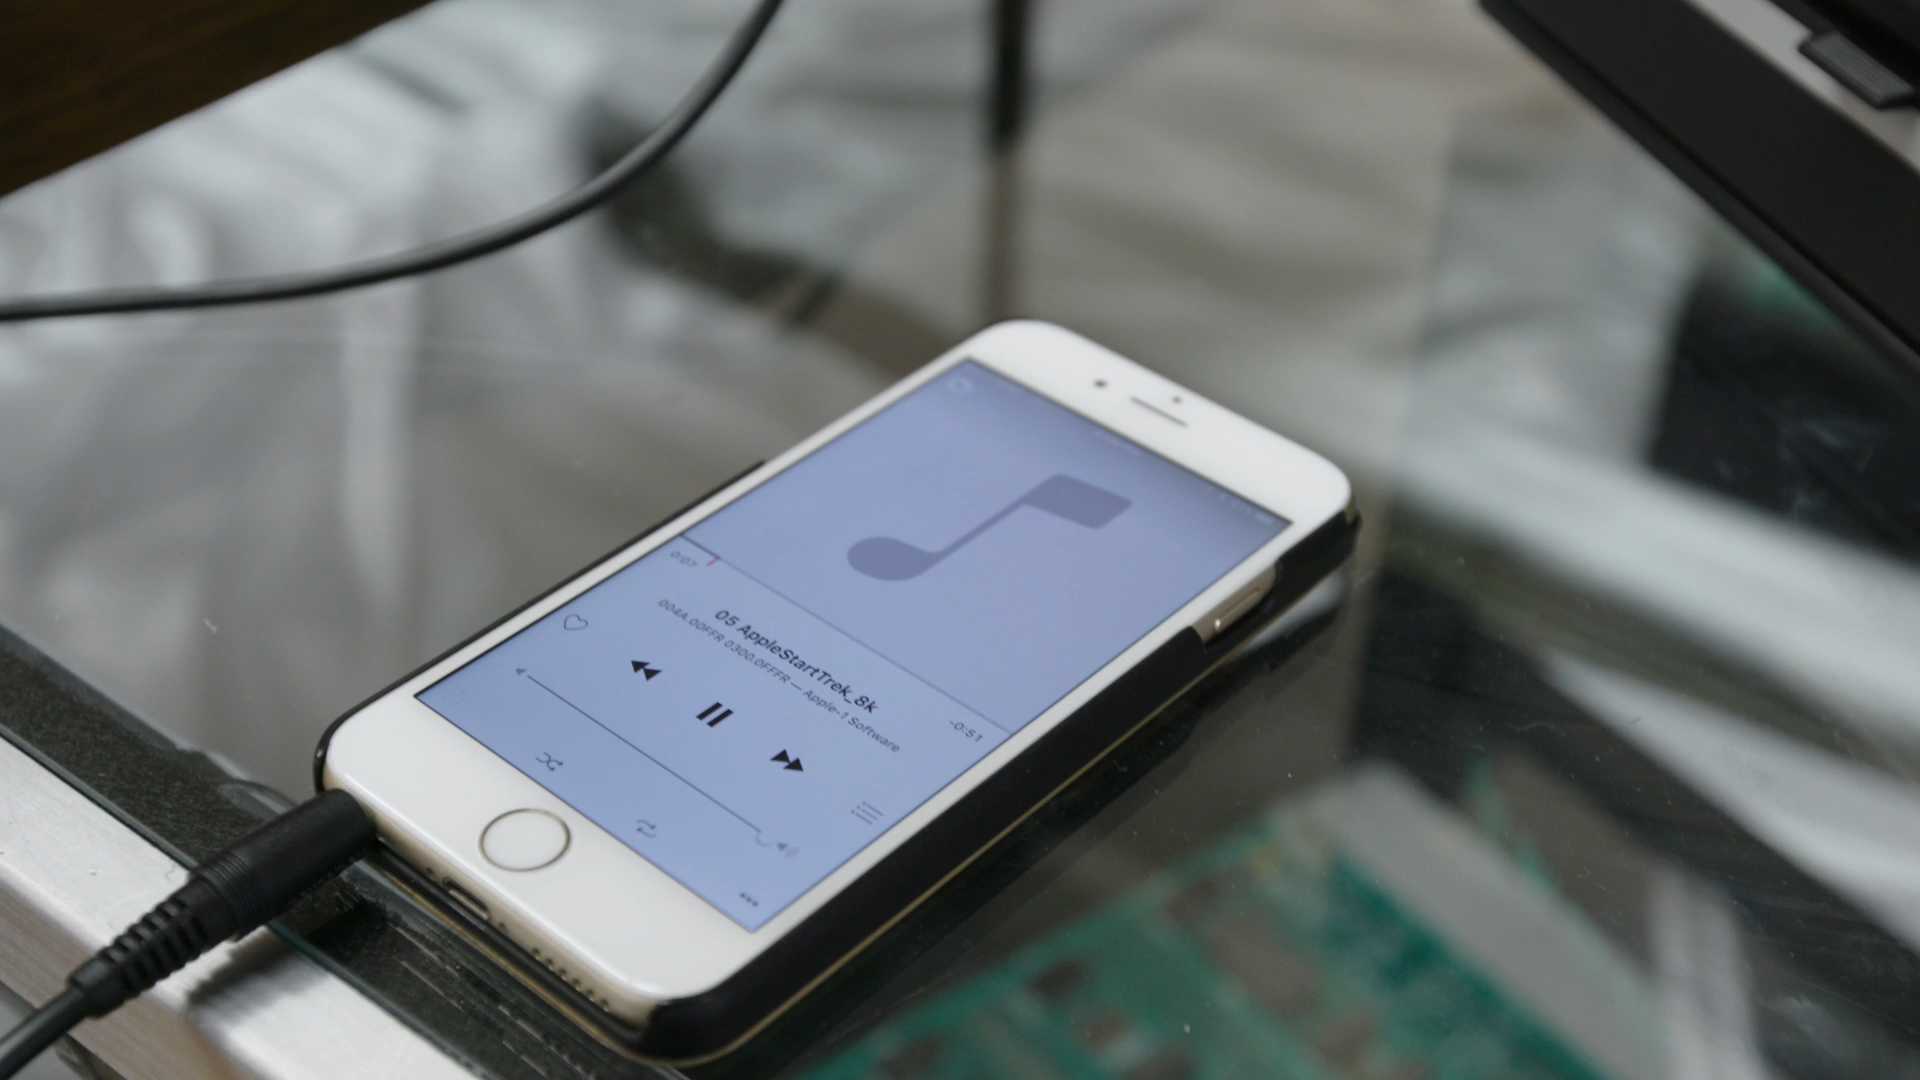 0:07
-0:51
05 AppleStartTrek_8k
004A.00FFR 0300.0FFFR — Apple-1 Software